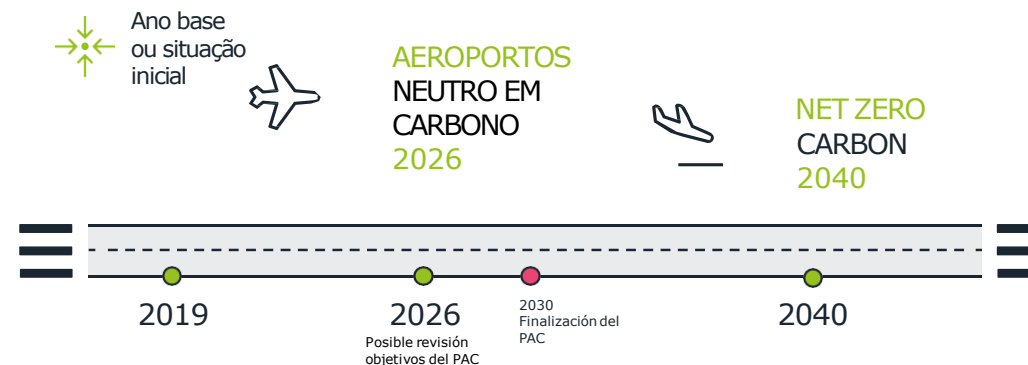 Ano base
ou situação
inicial
AEROPORTOS
NEUTRO EM
CARBONO
2026
NET ZERO
CARBON
2040
2019
2026
Posible revisión
objetivos del PAC
2030
Finalización del
PAC
2040